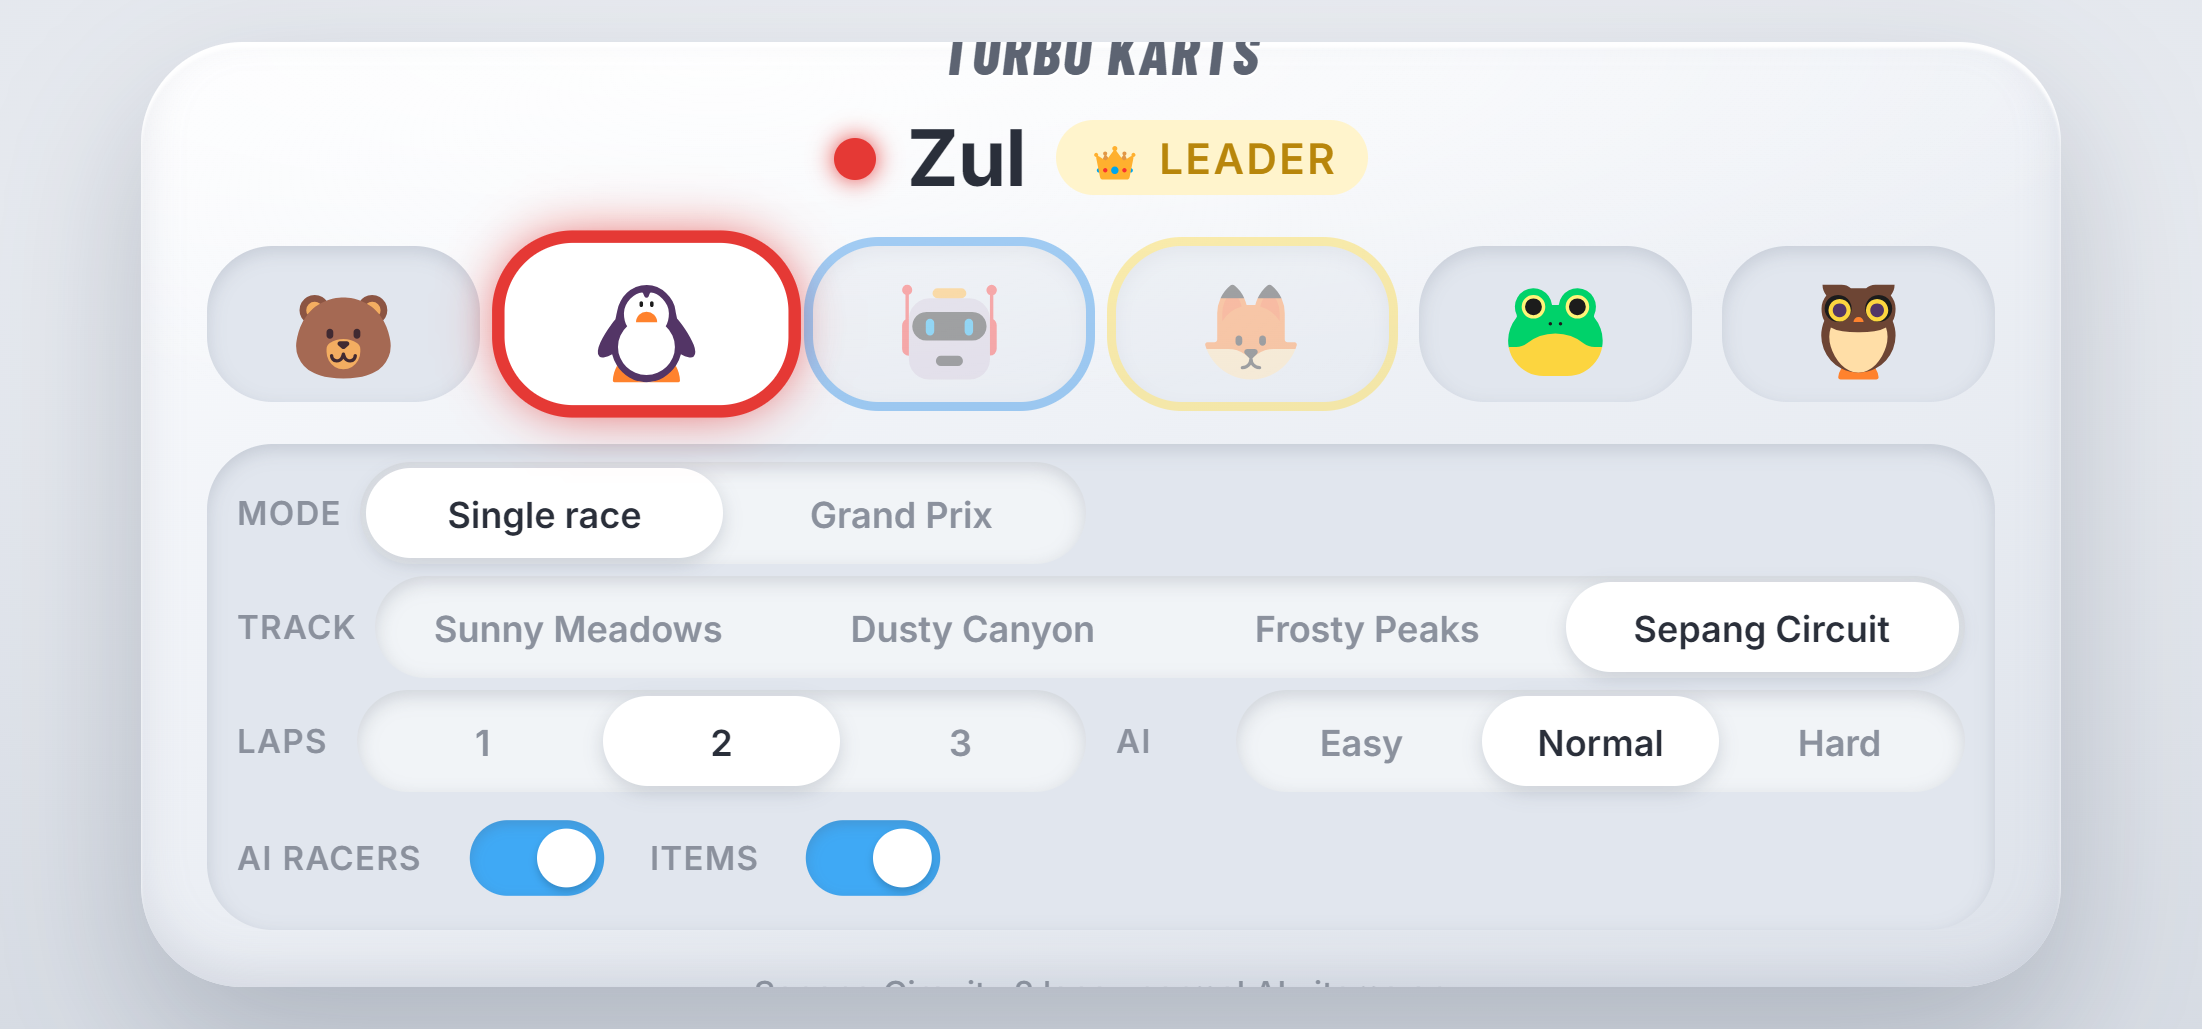 TURBO KARTS
Zul LEADER
MODE Single race Grand Prix
TRACK Sunny Meadows Dusty Canyon Frosty Peaks Sepang Circuit
LAPS 1 2 3 AI Easy Normal Hard
AI RACERS ITEMS